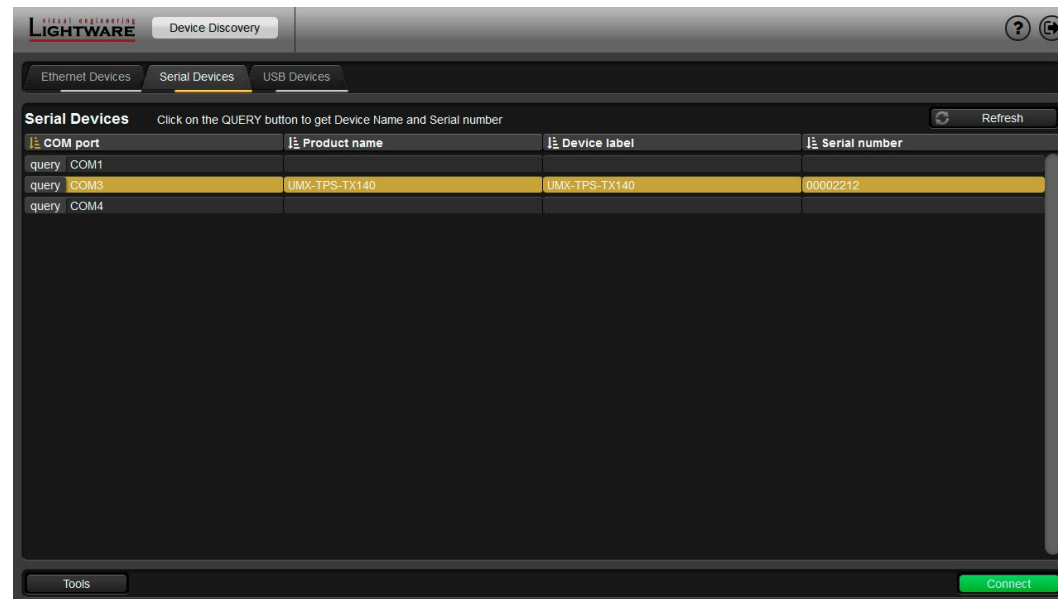 visual engineering
LIGHTWARE
Device Discovery
?
Ethernet Devices Serial Devices USB Devices
Serial Devices Click on the QUERY button to get Device Name and Serial number Refresh
COM port Product name Device label Serial number
query COM1
query COM3 UMX-TPS-TX140 UMX-TPS-TX140 00002212
query COM4
Tools Connect